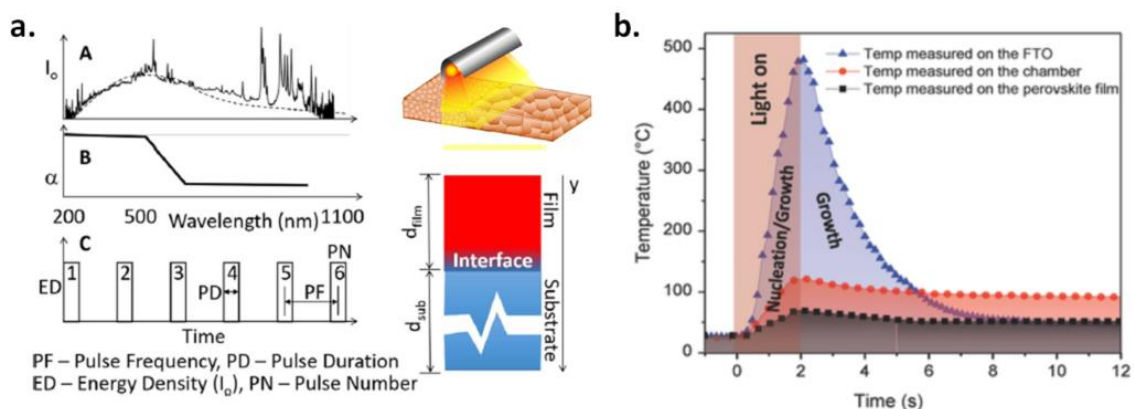 a.
A
I₀
B
α
200 500 Wavelength (nm) 1100
C
PN
ED
1 2 3 4 5 6
PD
PF
Time
PF – Pulse Frequency, PD – Pulse Duration
ED – Energy Density (I₀), PN – Pulse Number
y
d_film
Film
Interface
d_sub
Substrate
b.
Temperature (°C)
500
400
300
200
100
0
Light on
Nucleation/Growth
Growth
Temp measured on the FTO
Temp measured on the chamber
Temp measured on the perovskite film
0 2 4 6 8 10 12
Time (s)